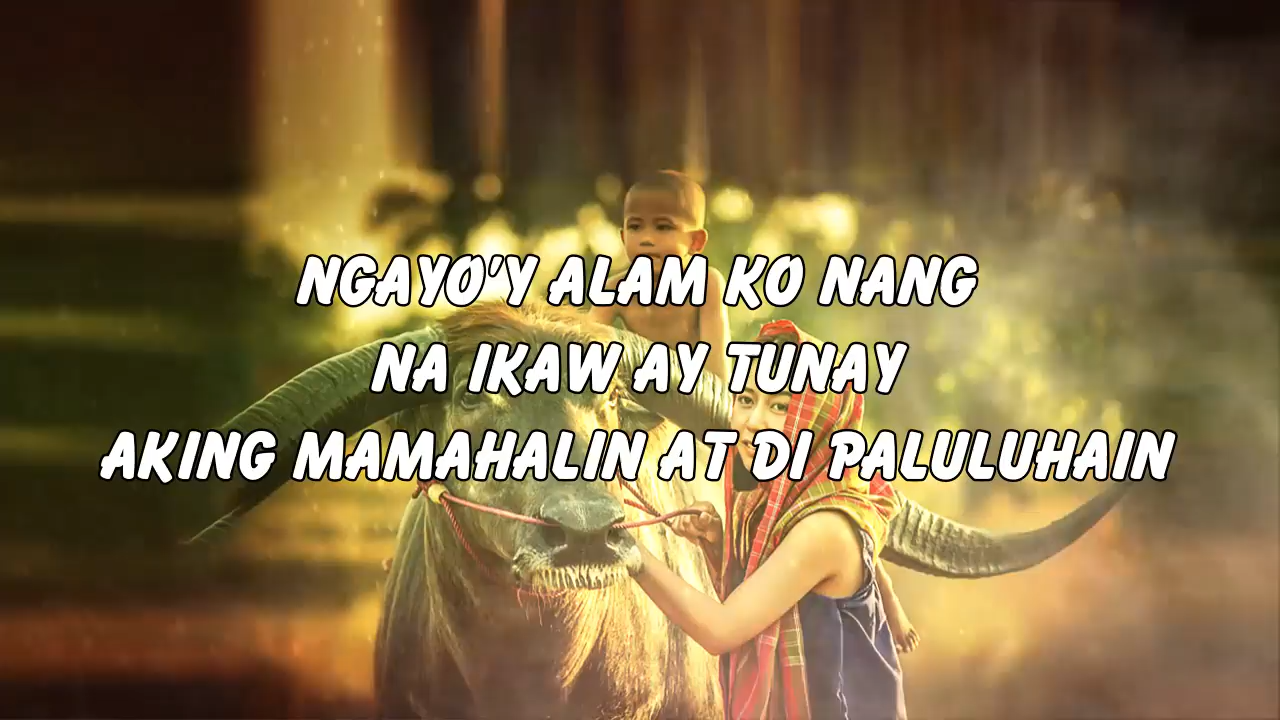 NGAYO'Y ALAM KO NANG
NA IKAW AY TUNAY
AKING MAMAHALIN AT DI PALULUHAIN